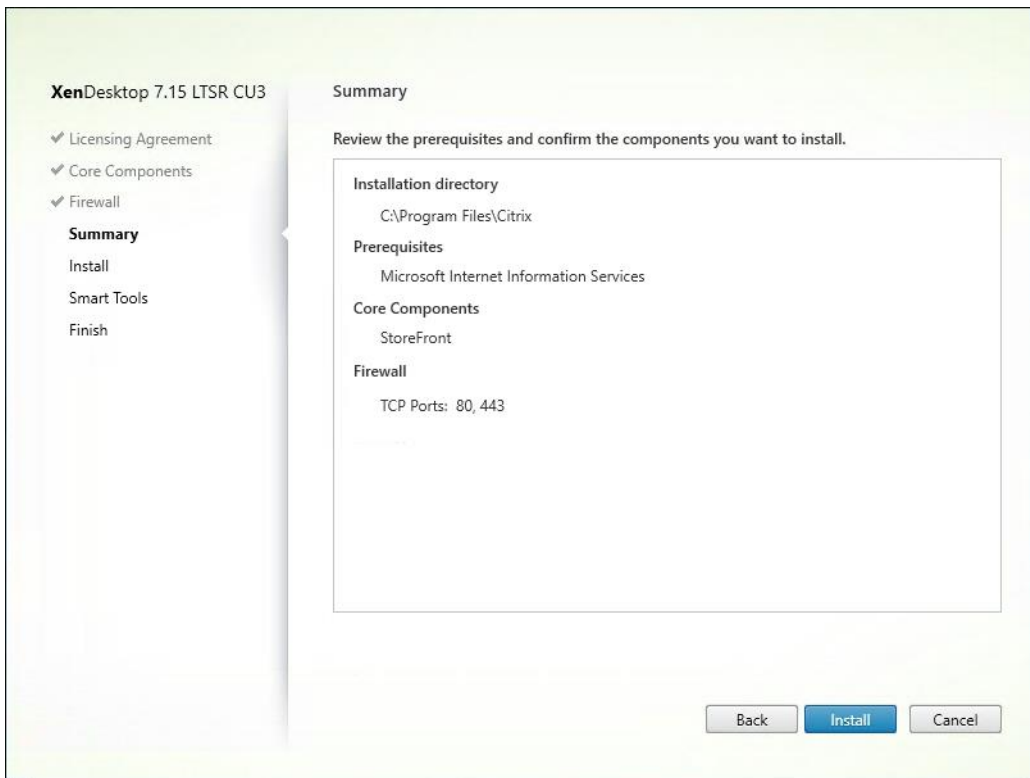 XenDesktop 7.15 LTSR CU3
Licensing Agreement
Core Components
Firewall
Summary
Install
Smart Tools
Finish
Summary
Review the prerequisites and confirm the components you want to install.
Installation directory
C:\Program Files\Citrix
Prerequisites
Microsoft Internet Information Services
Core Components
StoreFront
Firewall
TCP Ports: 80, 443
Back
Install
Cancel